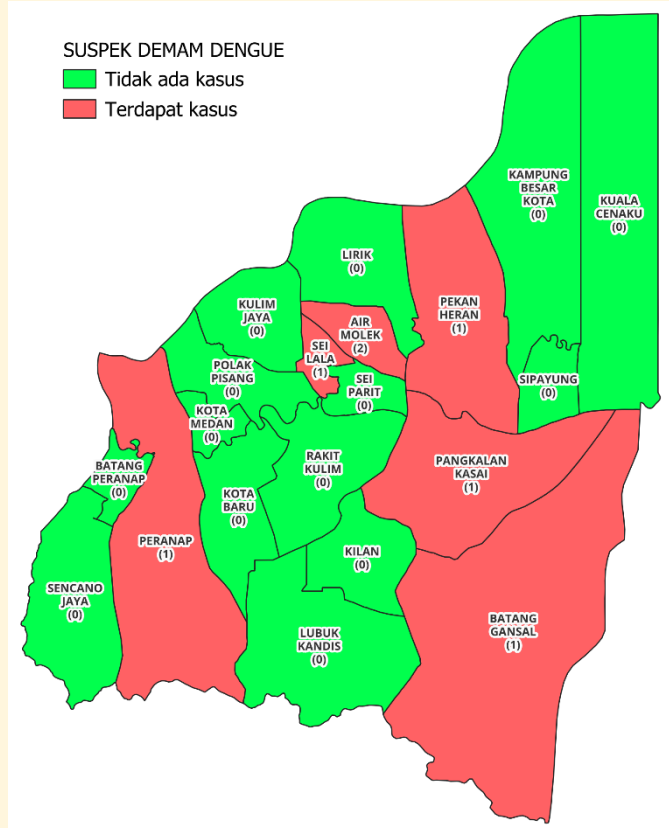 SUSPEK DEMAM DENGUE
Tidak ada kasus
Terdapat kasus
KAMPUNG
BESAR
KOTA
(0)
KUALA
CENAKU
(0)
LIRIK
(0)
PEKAN
HERAN
(1)
KULIM
JAYA
(0)
AIR
MOLEK
(2)
SEI
LALA
(1)
POLAK
PISANG
(0)
SEI
PARIT
(0)
SIPAYUNG
(0)
KOTA
MEDAN
(0)
RAKIT
KULIM
(0)
PANGKALAN
KASAI
(1)
BATANG
PERANAP
(0)
KOTA
BARU
(0)
PERANAP
(1)
KILAN
(0)
SENCANO
JAYA
(0)
LUBUK
KANDIS
(0)
BATANG
GANSAL
(1)